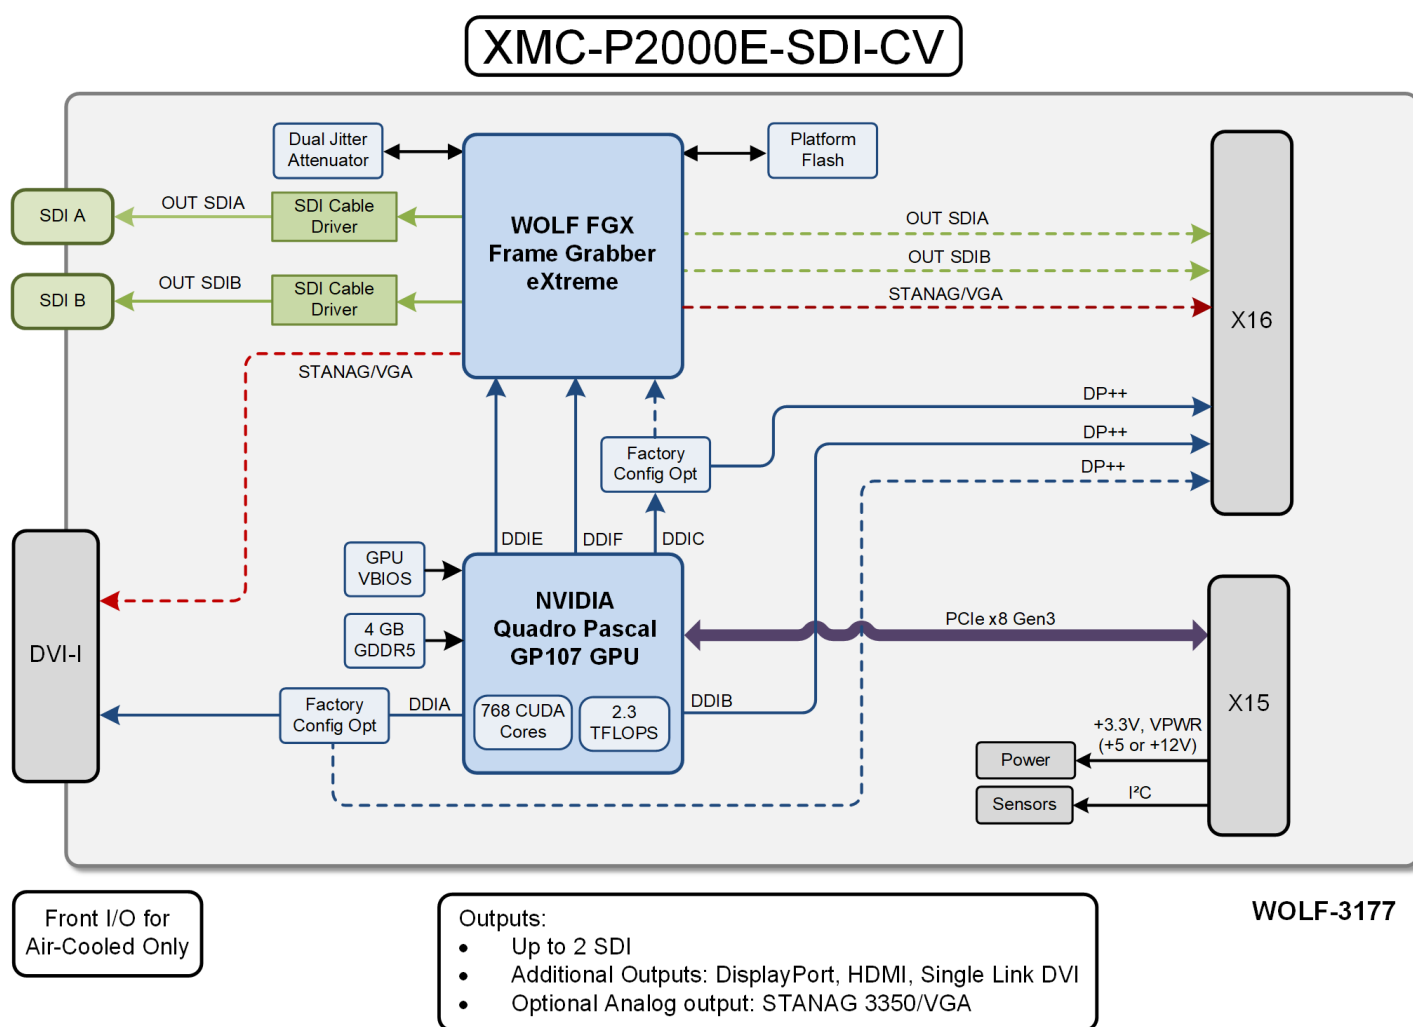 XMC-P2000E-SDI-CV
Dual Jitter
Attenuator
Platform
Flash
WOLF FGX
Frame Grabber
eXtreme
SDI A
OUT SDIA
SDI Cable
Driver
SDI B
OUT SDIB
SDI Cable
Driver
STANAG/VGA
OUT SDIA
OUT SDIB
STANAG/VGA
X16
DP++
DP++
DP++
Factory
Config Opt
DDIE
DDIF
DDIC
GPU
VBIOS
4 GB
GDDR5
NVIDIA
Quadro Pascal
GP107 GPU
768 CUDA
Cores
2.3
TFLOPS
DVI-I
Factory
Config Opt
DDIA
DDIB
PCIe x8 Gen3
X15
+3.3V, VPWR
(+5 or +12V)
Power
I²C
Sensors
Front I/O for
Air-Cooled Only
Outputs:
• Up to 2 SDI
• Additional Outputs: DisplayPort, HDMI, Single Link DVI
• Optional Analog output: STANAG 3350/VGA
WOLF-3177